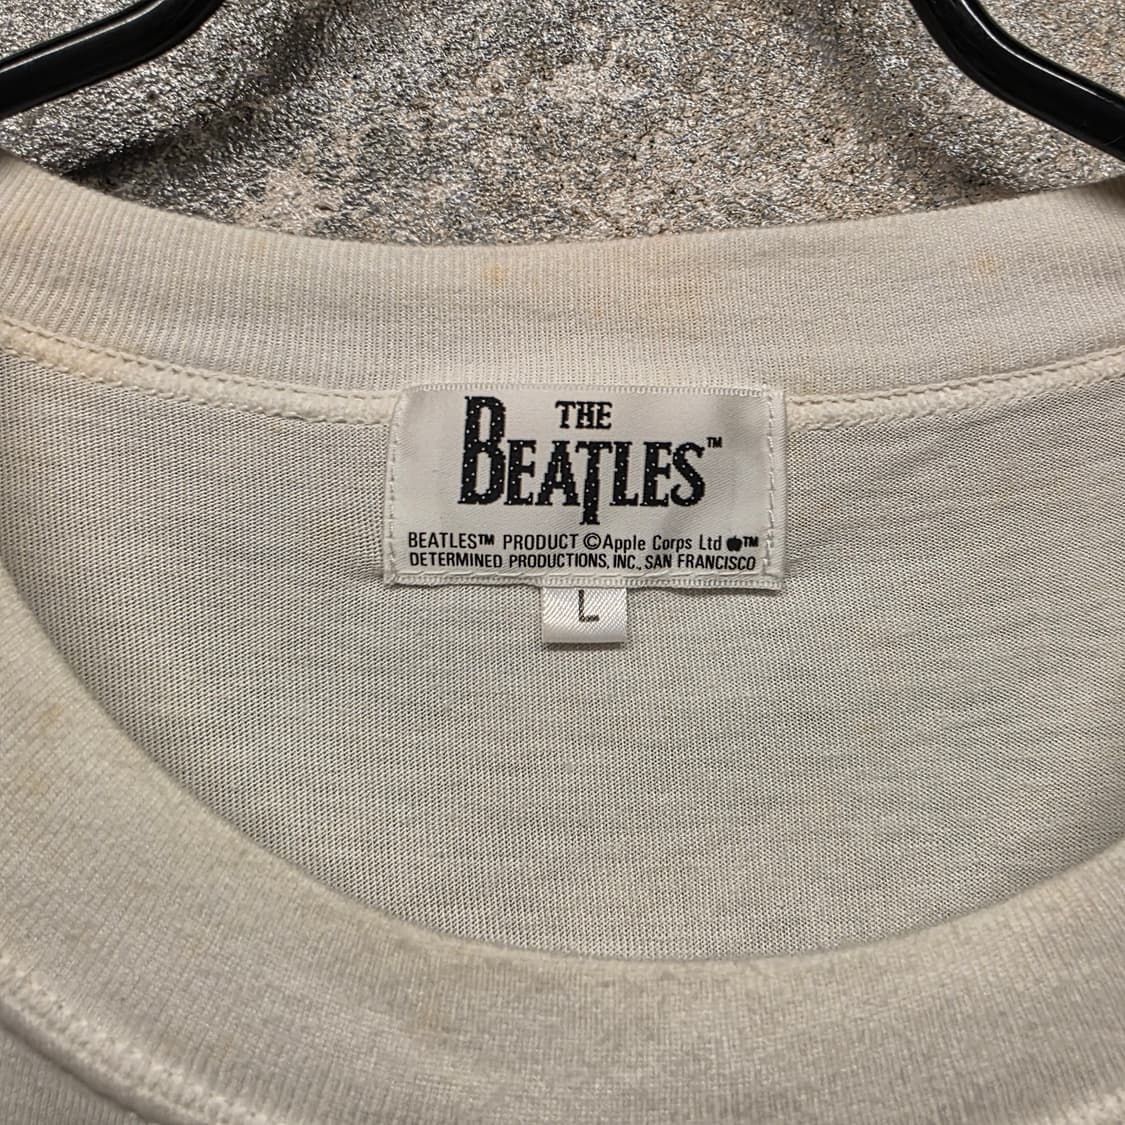 THE
BEATLES™
BEATLES™ PRODUCT ©Apple Corps Ltd ™
DETERMINED PRODUCTIONS, INC., SAN FRANCISCO
L